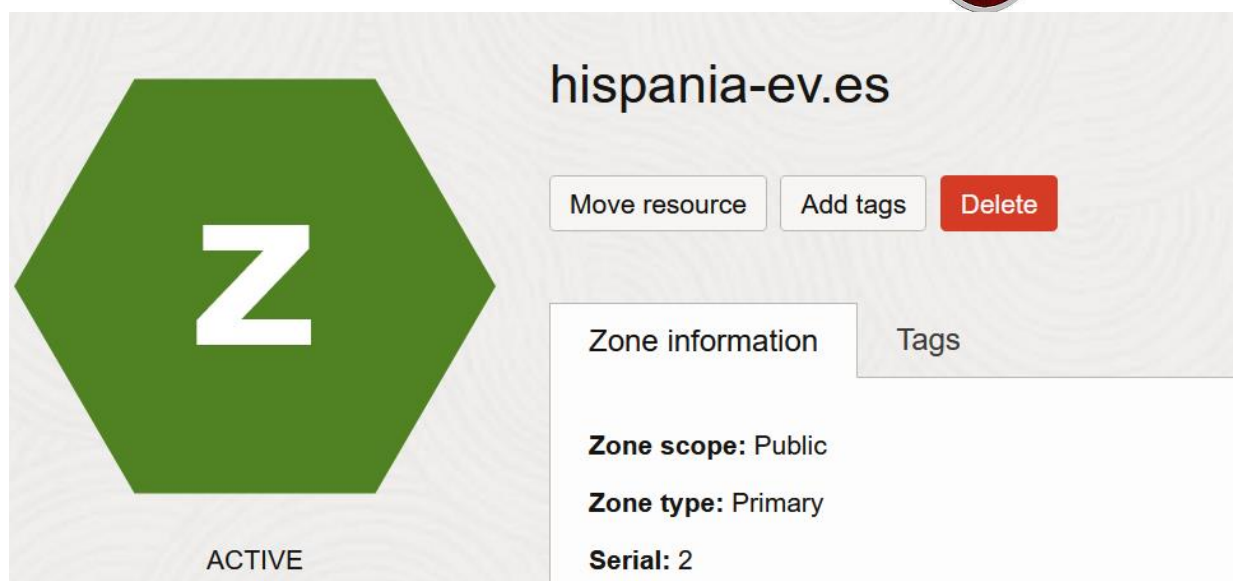 hispania-ev.es
Move resource Add tags Delete
Z
Zone information Tags
Zone scope: Public
Zone type: Primary
ACTIVE
Serial: 2